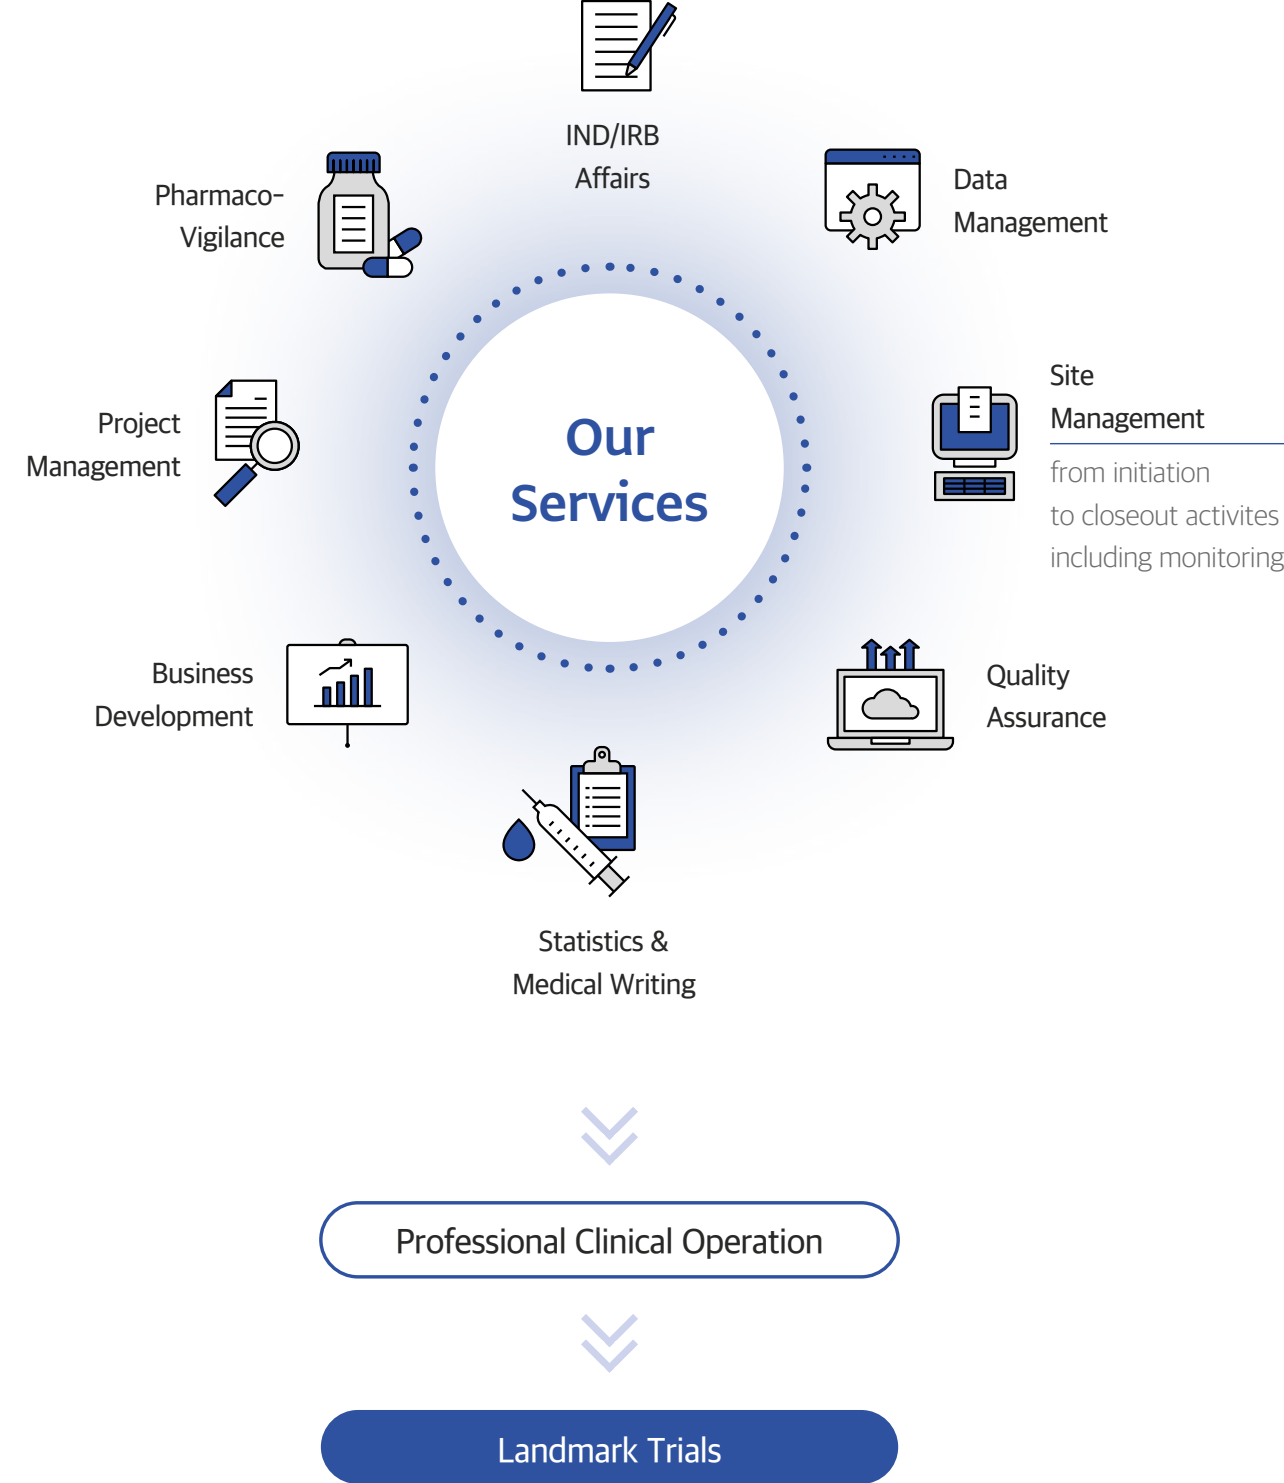 IND/IRB
Affairs
Pharmaco-
Vigilance
Data
Management
Project
Management
Our
Services
Site
Management
from initiation
to closeout activites
including monitoring
Business
Development
Quality
Assurance
Statistics &
Medical Writing
Professional Clinical Operation
Landmark Trials